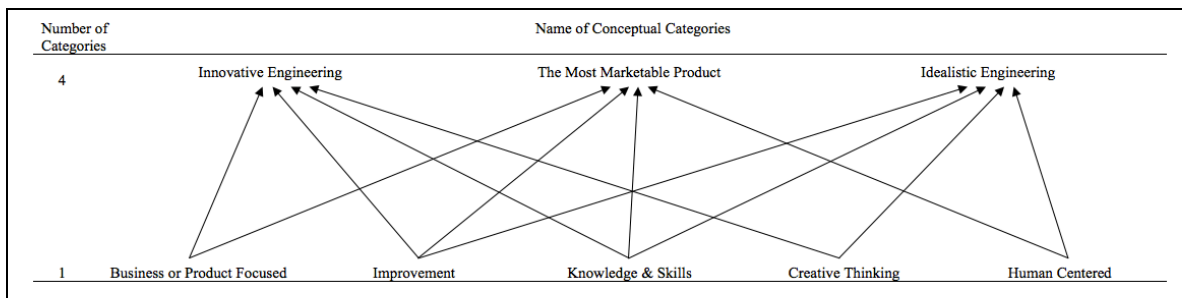 Number of
Categories
Name of Conceptual Categories
4
Innovative Engineering
The Most Marketable Product
Idealistic Engineering
1
Business or Product Focused
Improvement
Knowledge & Skills
Creative Thinking
Human Centered